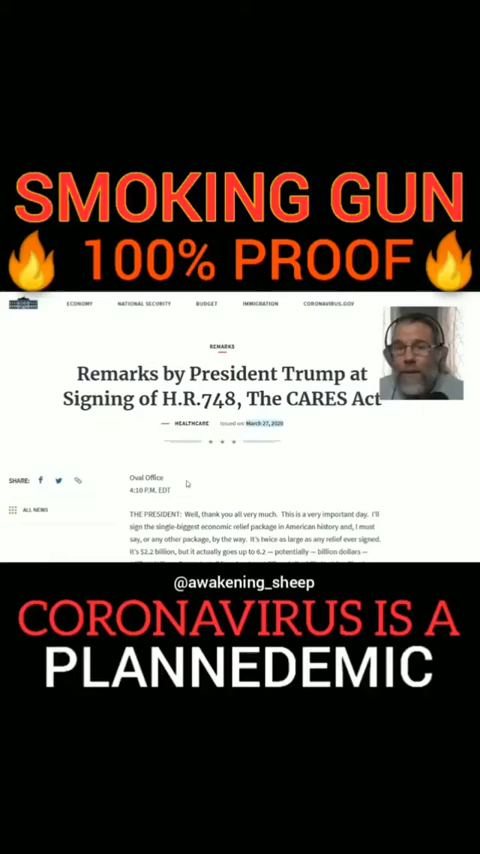 SMOKING GUN
100% PROOF
ECONOMY NATIONAL SECURITY BUDGET IMMIGRATION CORONAVIRUS.GOV
REMARKS
Remarks by President Trump at
Signing of H.R.748, The CARES Act
HEALTHCARE Issued on: March 27, 2020
SHARE:
ALL NEWS
Oval Office
4:10 P.M. EDT
THE PRESIDENT: Well, thank you all very much. This is a very important day. I'll
sign the single-biggest economic relief package in American history and, I must
say, or any other package, by the way. It's twice as large as any relief ever signed.
It's $2.2 billion, but it actually goes up to 6.2 — potentially — billion dollars —
@awakening_sheep
CORONAVIRUS IS A
PLANNEDEMIC